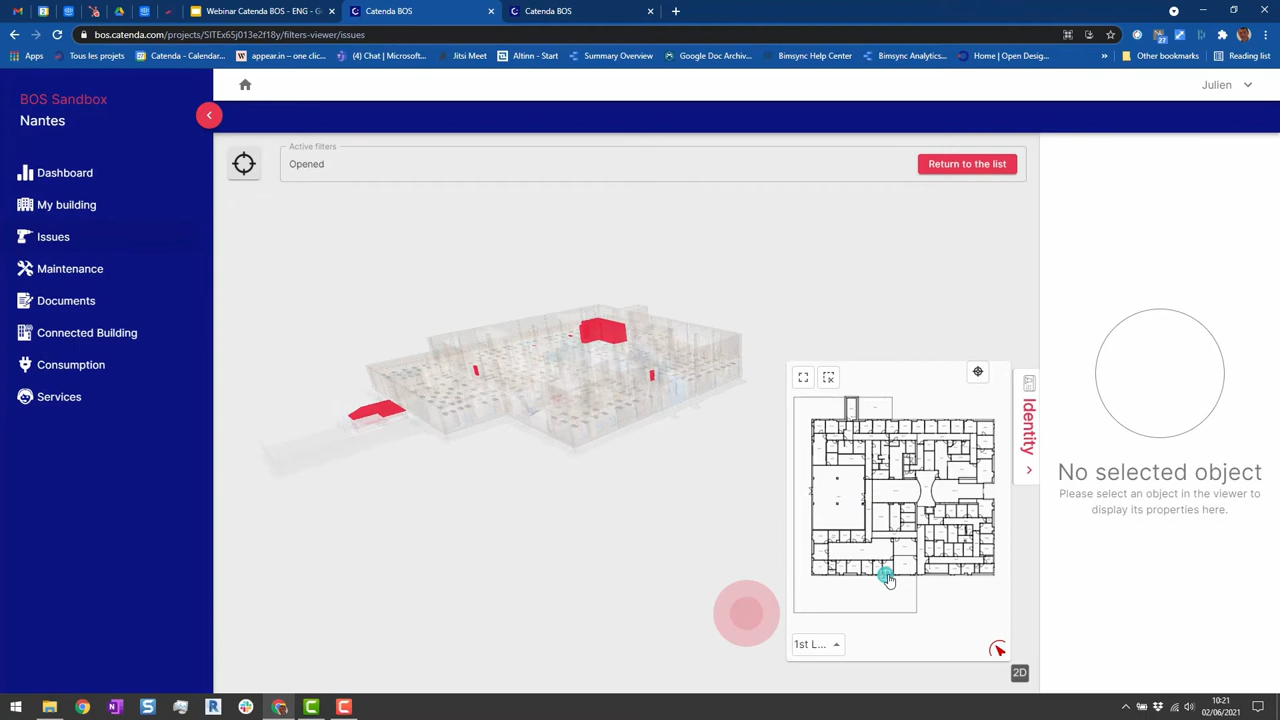 Webinar Catenda BOS - ENG - G
Catenda BOS
Catenda BOS
bos.catenda.com/projects/SITEx65j013e2f18y/filters-viewer/issues
Apps
Tous les projets
Catenda - Calendar...
appear.in – one clic...
(4) Chat | Microsoft...
Jitsi Meet
Altinn - Start
Summary Overview
Google Doc Archiv...
Bimsync Help Center
Bimsync Analytics...
Home | Open Desig...
»
Other bookmarks
Reading list
BOS Sandbox
Nantes
Julien
Dashboard
My building
Issues
Maintenance
Documents
Connected Building
Consumption
Services
Active filters
Opened
Return to the list
Identity
No selected object
Please select an object in the viewer to
display its properties here.
1st L...
2D
10:21
02/06/2021